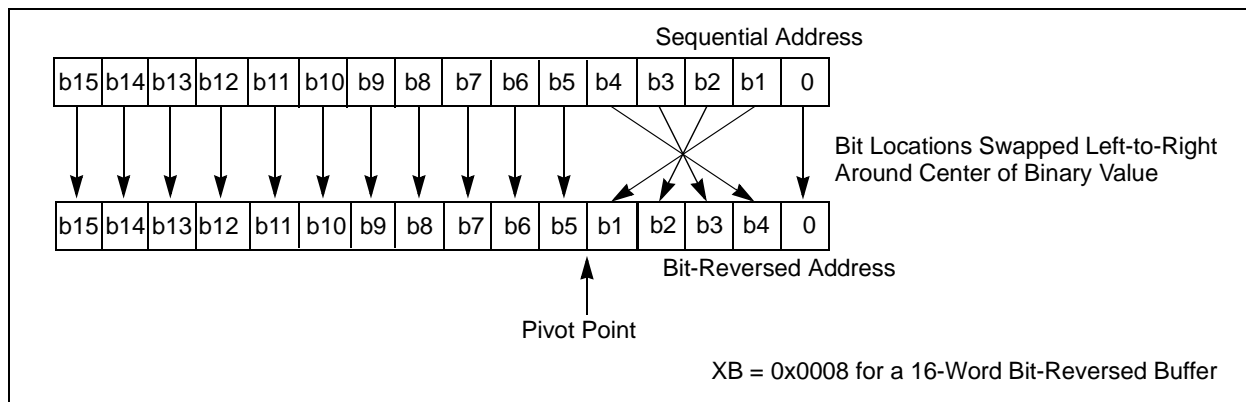 Sequential Address
b15 b14 b13 b12 b11 b10 b9 b8 b7 b6 b5 b4 b3 b2 b1 0
Bit Locations Swapped Left-to-Right
Around Center of Binary Value
b15 b14 b13 b12 b11 b10 b9 b8 b7 b6 b5 b1 b2 b3 b4 0
Bit-Reversed Address
Pivot Point
XB = 0x0008 for a 16-Word Bit-Reversed Buffer